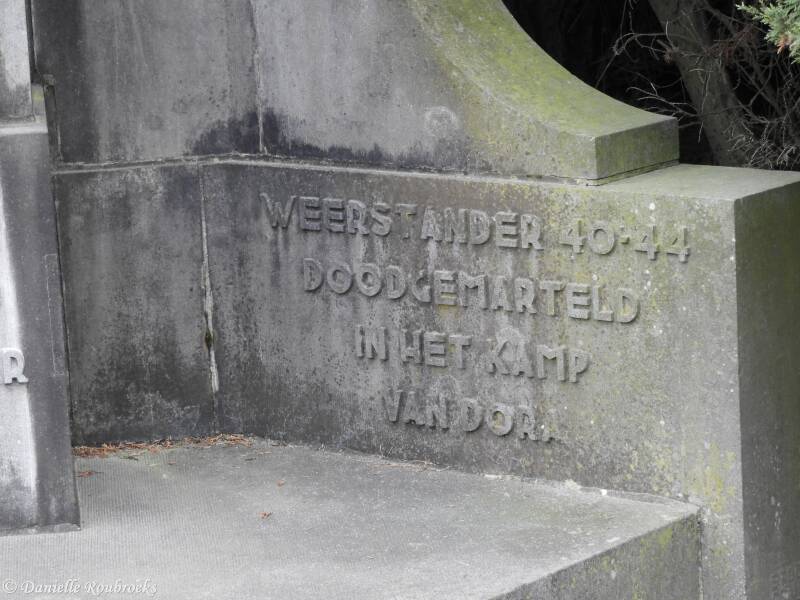 WEERSTANDER 40-44
DOODGEMARTELD
IN HET KAMP
VAN DORA
R
© Danielle Roubroeks